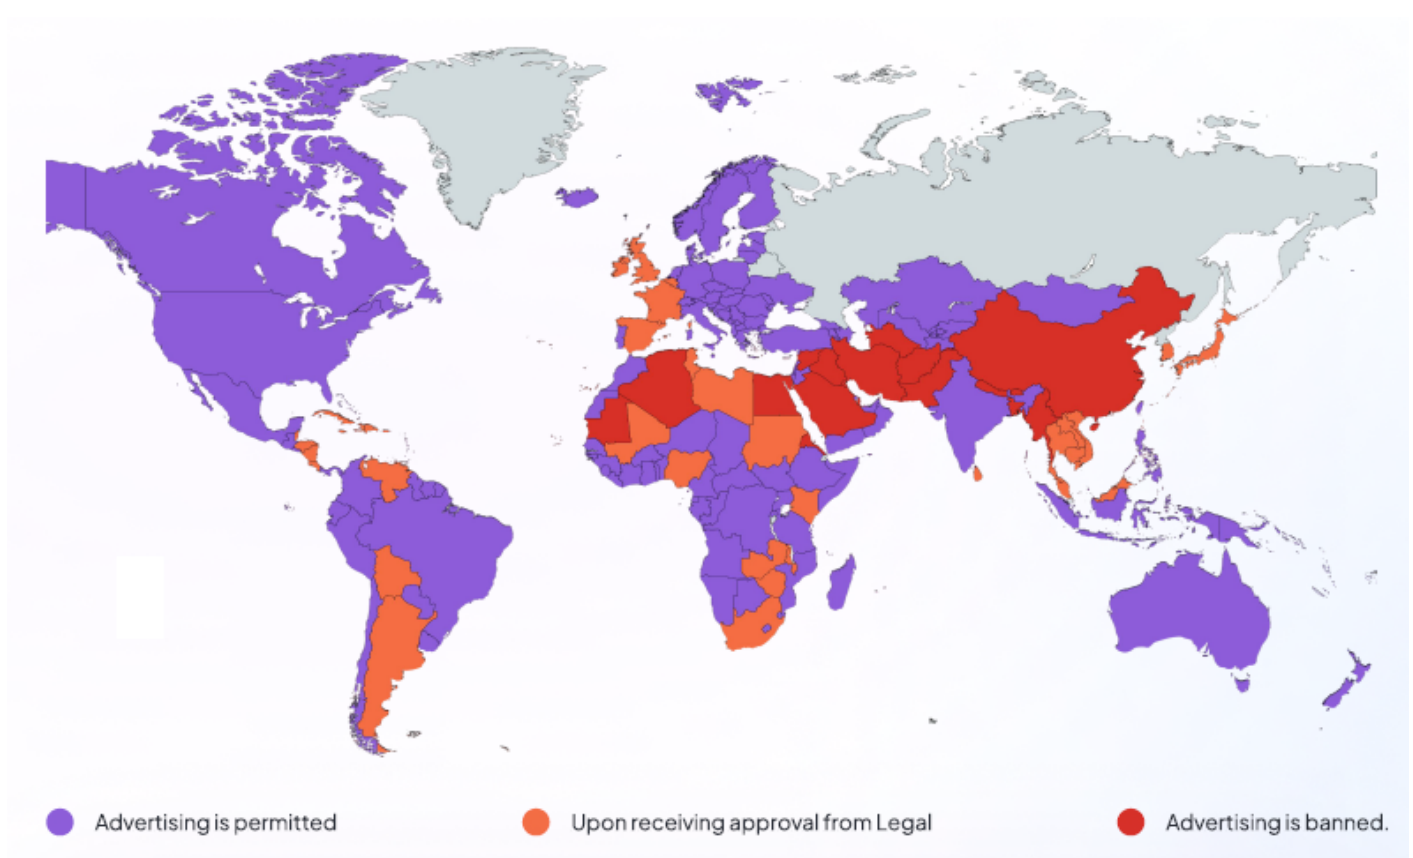 Advertising is permitted
Upon receiving approval from Legal
Advertising is banned.